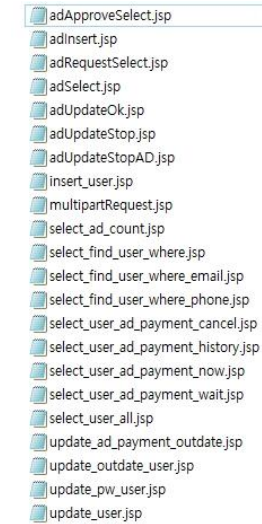 adApproveSelect.jsp
adInsert.jsp
adRequestSelect.jsp
adSelect.jsp
adUpdateOk.jsp
adUpdateStop.jsp
adUpdateStopAD.jsp
insert_user.jsp
multipartRequest.jsp
select_ad_count.jsp
select_find_user_where.jsp
select_find_user_where_email.jsp
select_find_user_where_phone.jsp
select_user_ad_payment_cancel.jsp
select_user_ad_payment_history.jsp
select_user_ad_payment_now.jsp
select_user_ad_payment_wait.jsp
select_user_all.jsp
update_ad_payment_outdate.jsp
update_outdate_user.jsp
update_pw_user.jsp
update_user.jsp